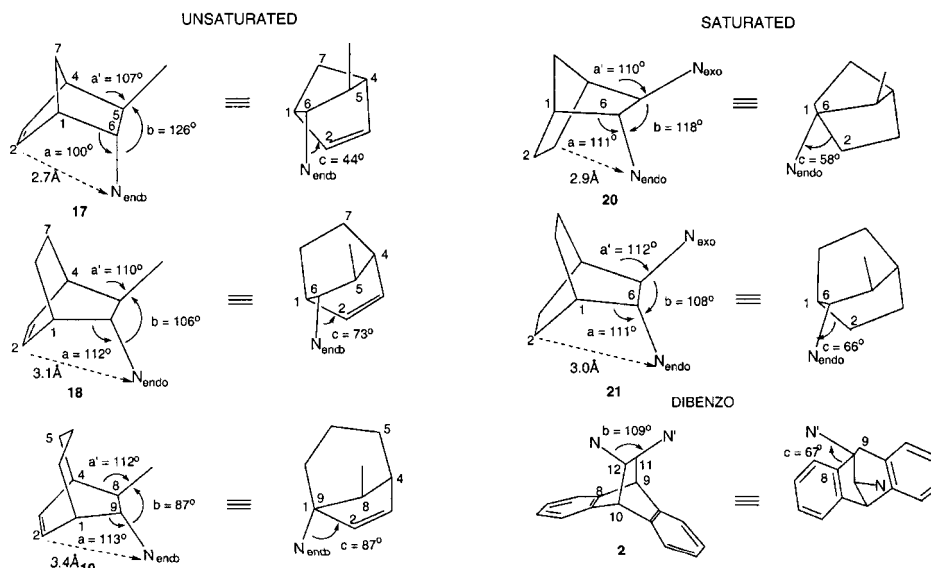 UNSATURATED
7
4
a' = 107°
5
6
1
2
a = 100°
b = 126°
2.7Å
N endo
17
7
4
1
6
5
2
c = 44°
N endo
7
4
a' = 110°
1
2
a = 112°
b = 106°
3.1Å
N endo
18
7
4
6
5
1
2
c = 73°
N endo
5
4
a' = 112°
8
9
1
2
a = 113°
b = 87°
3.4Å
N endo
19
5
4
9
1
8
2
c = 87°
N endo
SATURATED
N exo
a' = 110°
1
6
2
a = 111°
b = 118°
2.9Å
N endo
20
1
6
2
c = 58°
N endo
N exo
a' = 112°
6
1
2
a = 111°
b = 108°
3.0Å
N endo
21
1
6
2
c = 66°
N endo
DIBENZO
b = 109°
N
N'
12
11
8
9
10
2
N'
9
c = 67°
8
N